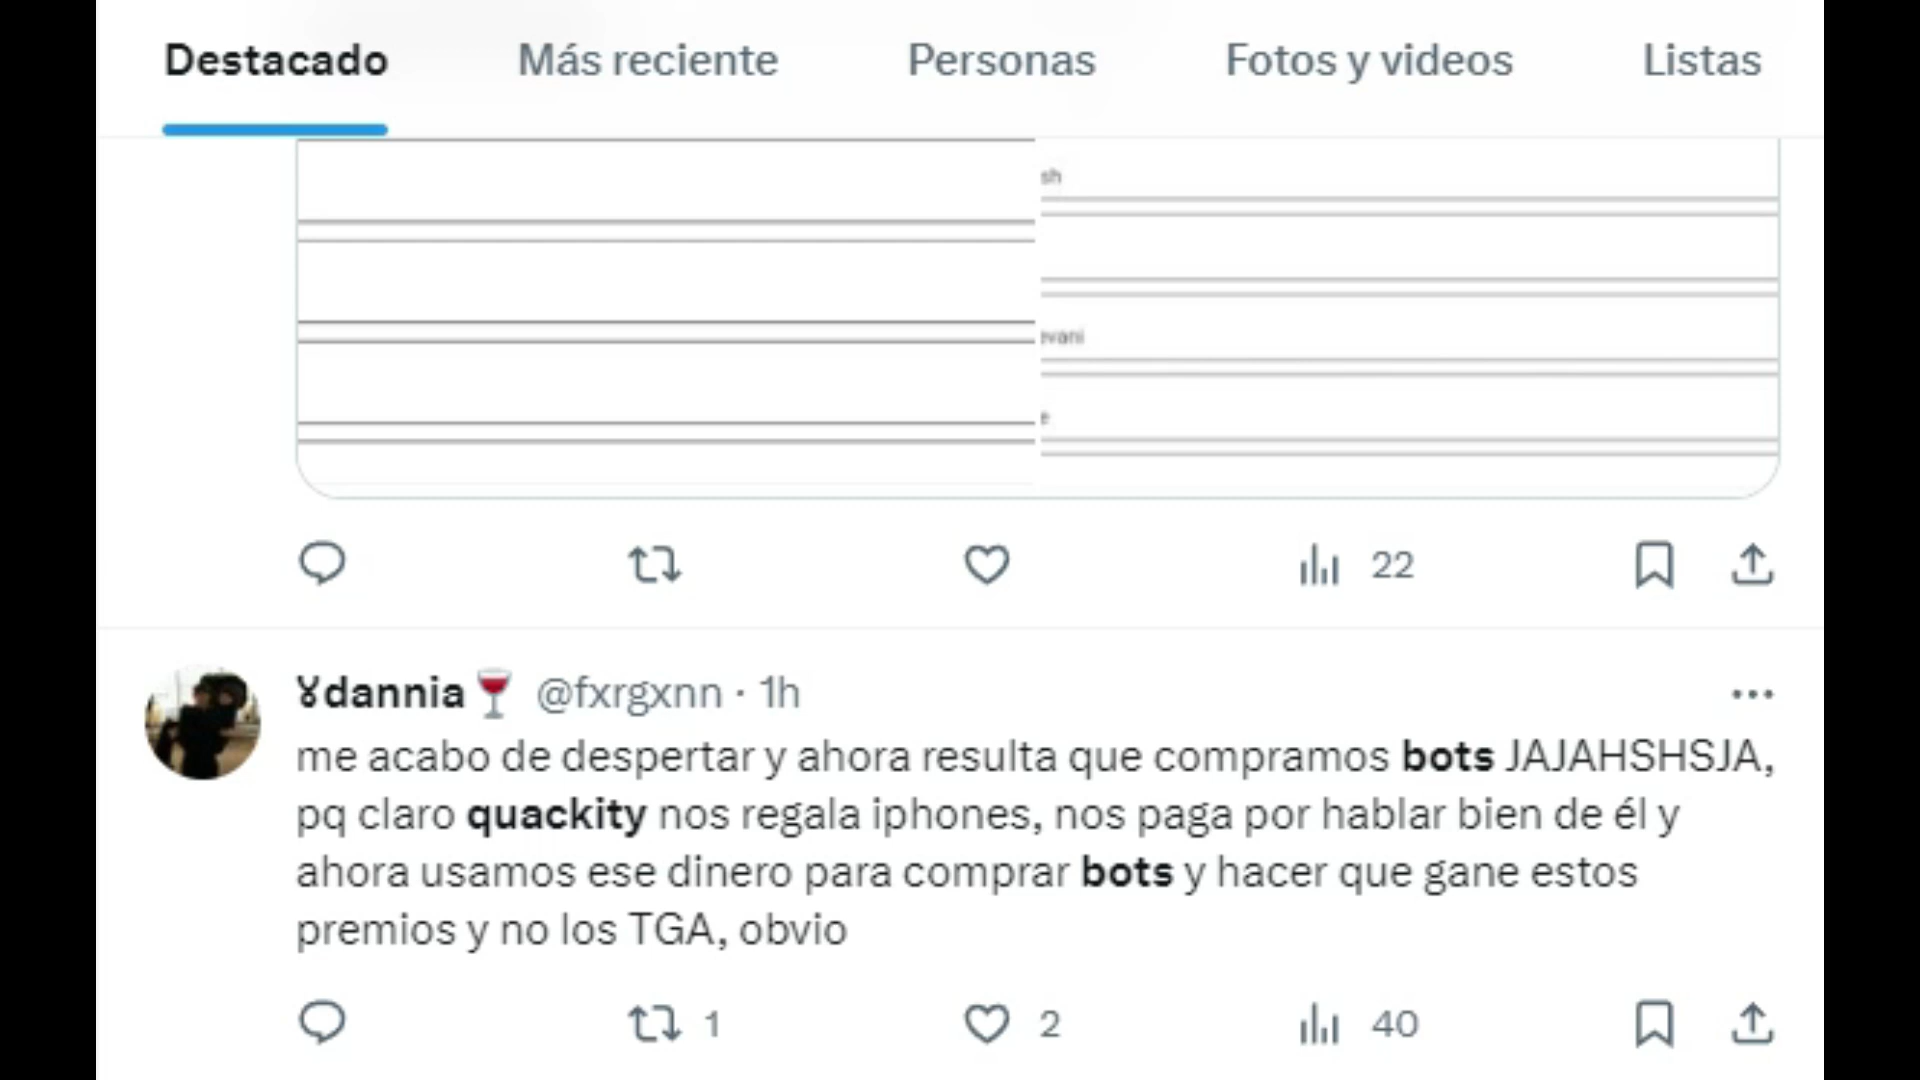 Destacado Más reciente Personas Fotos y videos Listas
sh
evani
e
22
Ɣdannia🍷 @fxrgxnn · 1h
me acabo de despertar y ahora resulta que compramos bots JAJAHSHSJA,
pq claro quackity nos regala iphones, nos paga por hablar bien de él y
ahora usamos ese dinero para comprar bots y hacer que gane estos
premios y no los TGA, obvio
1 2 40